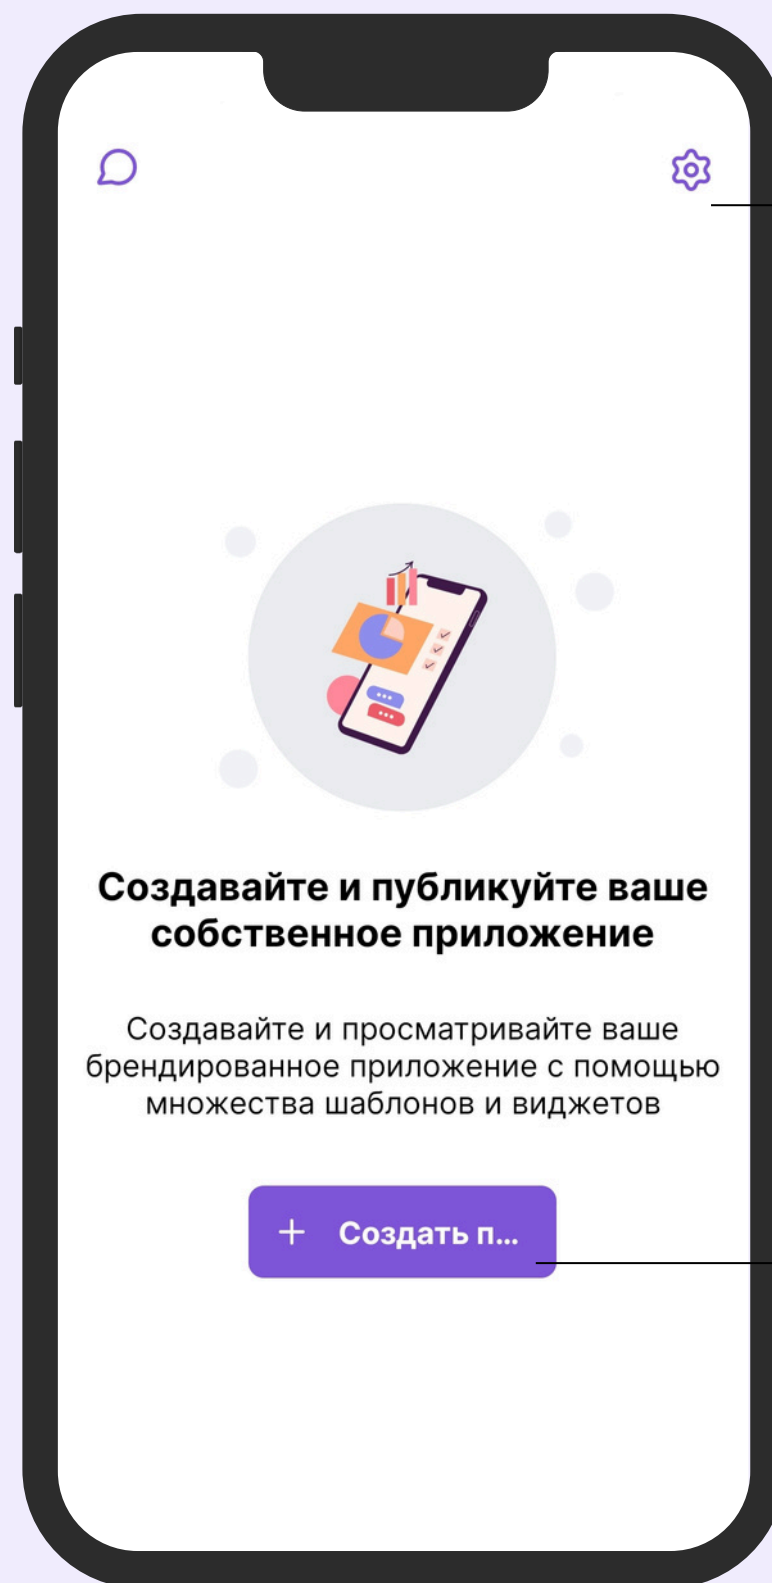 Создавайте и публикуйте ваше
собственное приложение
Создавайте и просматривайте ваше
брендированное приложение с помощью
множества шаблонов и виджетов
+ Создать п...